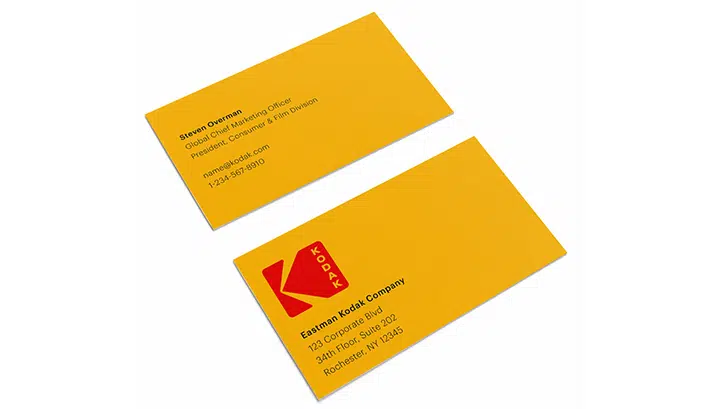 Steven Overman
Global Chief Marketing Officer
President, Consumer & Film Division
name@kodak.com
1-234-567-8910
KODAK
Eastman Kodak Company
123 Corporate Blvd
34th Floor, Suite 202
Rochester, NY 12345